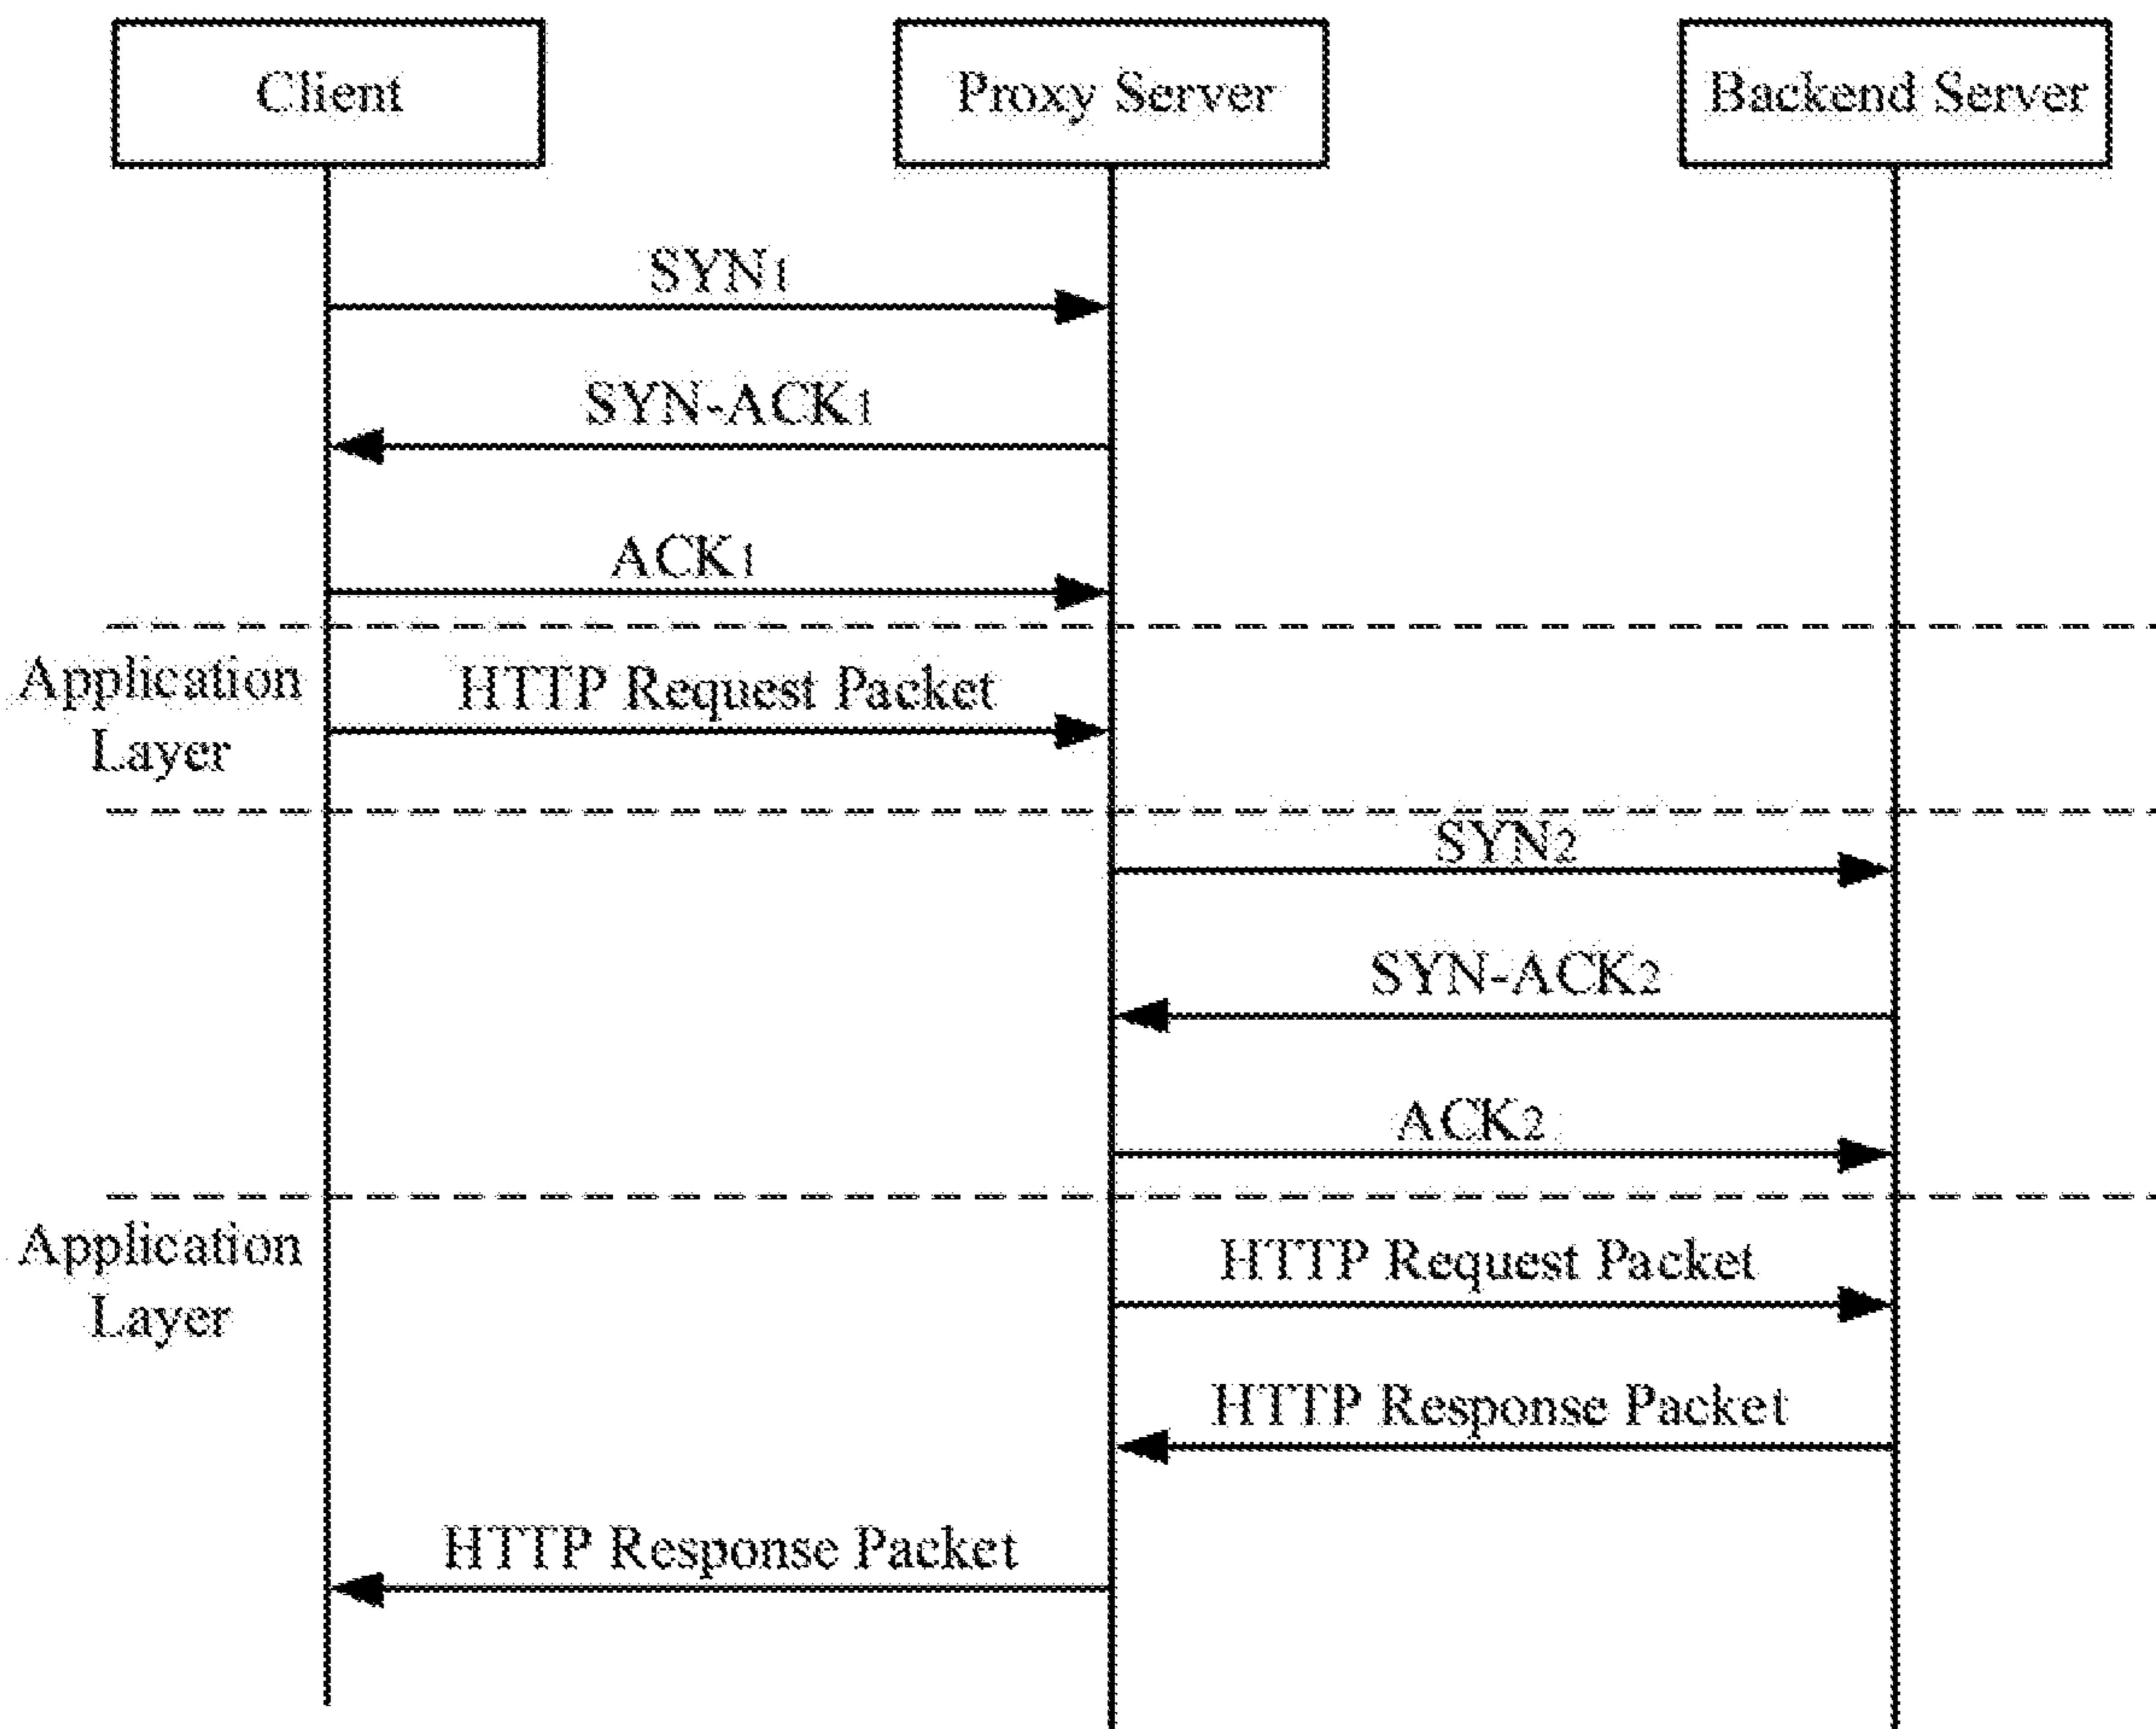 Client
Proxy Server
Backend Server
SYN1
SYN-ACK1
ACK1
Application
Layer
HTTP Request Packet
SYN2
SYN-ACK2
ACK2
Application
Layer
HTTP Request Packet
HTTP Response Packet
HTTP Response Packet